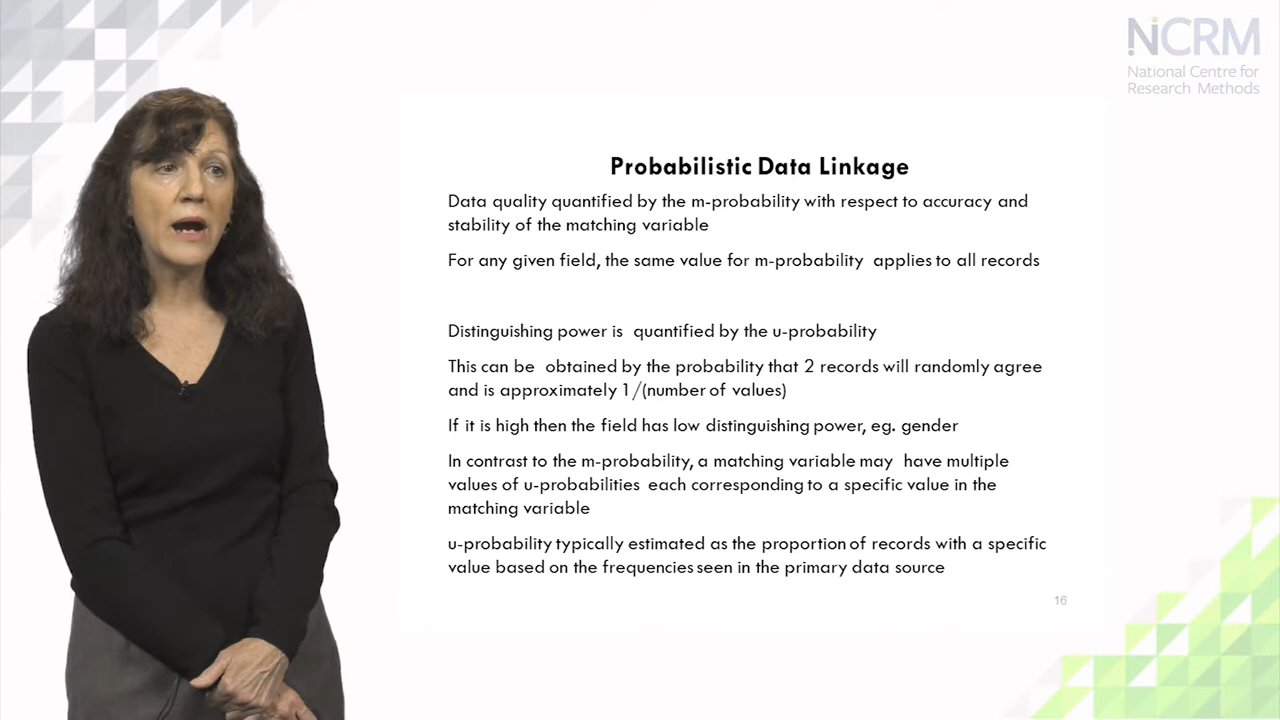 NCRM
National Centre for
Research Methods
Probabilistic Data Linkage
Data quality quantified by the m-probability with respect to accuracy and
stability of the matching variable
For any given field, the same value for m-probability applies to all records
Distinguishing power is quantified by the u-probability
This can be obtained by the probability that 2 records will randomly agree
and is approximately 1/(number of values)
If it is high then the field has low distinguishing power, eg. gender
In contrast to the m-probability, a matching variable may have multiple
values of u-probabilities each corresponding to a specific value in the
matching variable
u-probability typically estimated as the proportion of records with a specific
value based on the frequencies seen in the primary data source
16